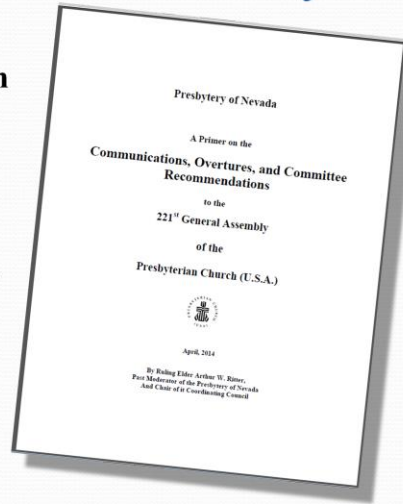 n
Presbytery of Nevada
A Primer on the
Communications, Overtures, and Committee
Recommendations
to the
221st General Assembly
of the
Presbyterian Church (U.S.A.)
April, 2014
By Ruling Elder Arthur W. Ritter,
Past Moderator of the Presbytery of Nevada
And Chair of it Coordinating Council